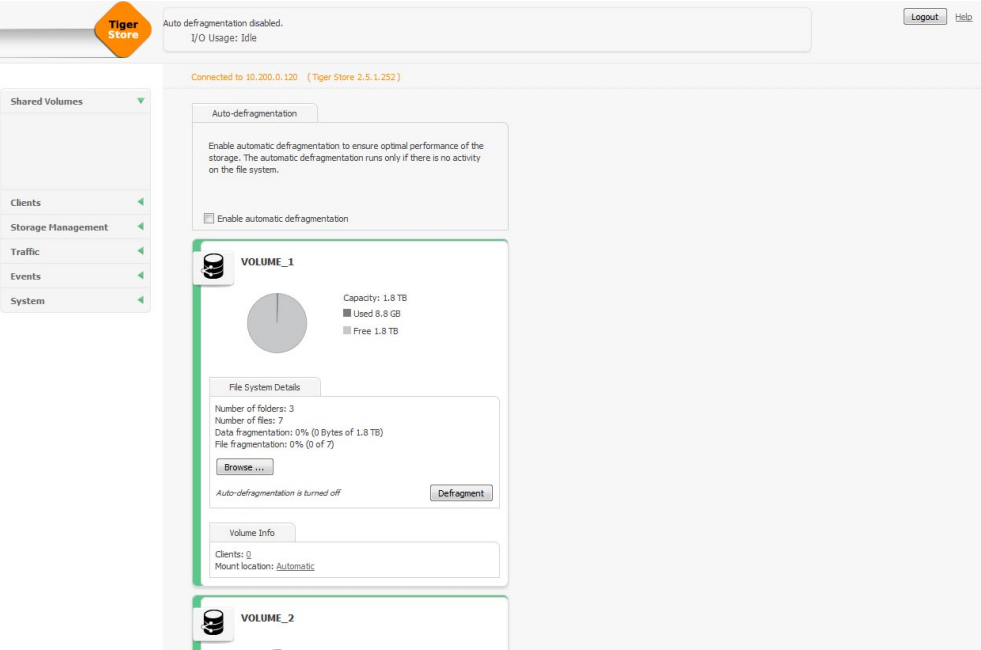 Tiger
Store
Auto defragmentation disabled.
I/O Usage: Idle
Logout Help
Connected to 10.200.0.120 ( Tiger Store 2.5.1.252 )
Shared Volumes
Clients
Storage Management
Traffic
Events
System
Auto-defragmentation
Enable automatic defragmentation to ensure optimal performance of the
storage. The automatic defragmentation runs only if there is no activity
on the file system.
Enable automatic defragmentation
VOLUME_1
Capacity: 1.8 TB
Used 8.8 GB
Free 1.8 TB
File System Details
Number of folders: 3
Number of files: 7
Data fragmentation: 0% (0 Bytes of 1.8 TB)
File fragmentation: 0% (0 of 7)
Browse ...
Auto-defragmentation is turned off
Defragment
Volume Info
Clients: 0
Mount location: Automatic
VOLUME_2